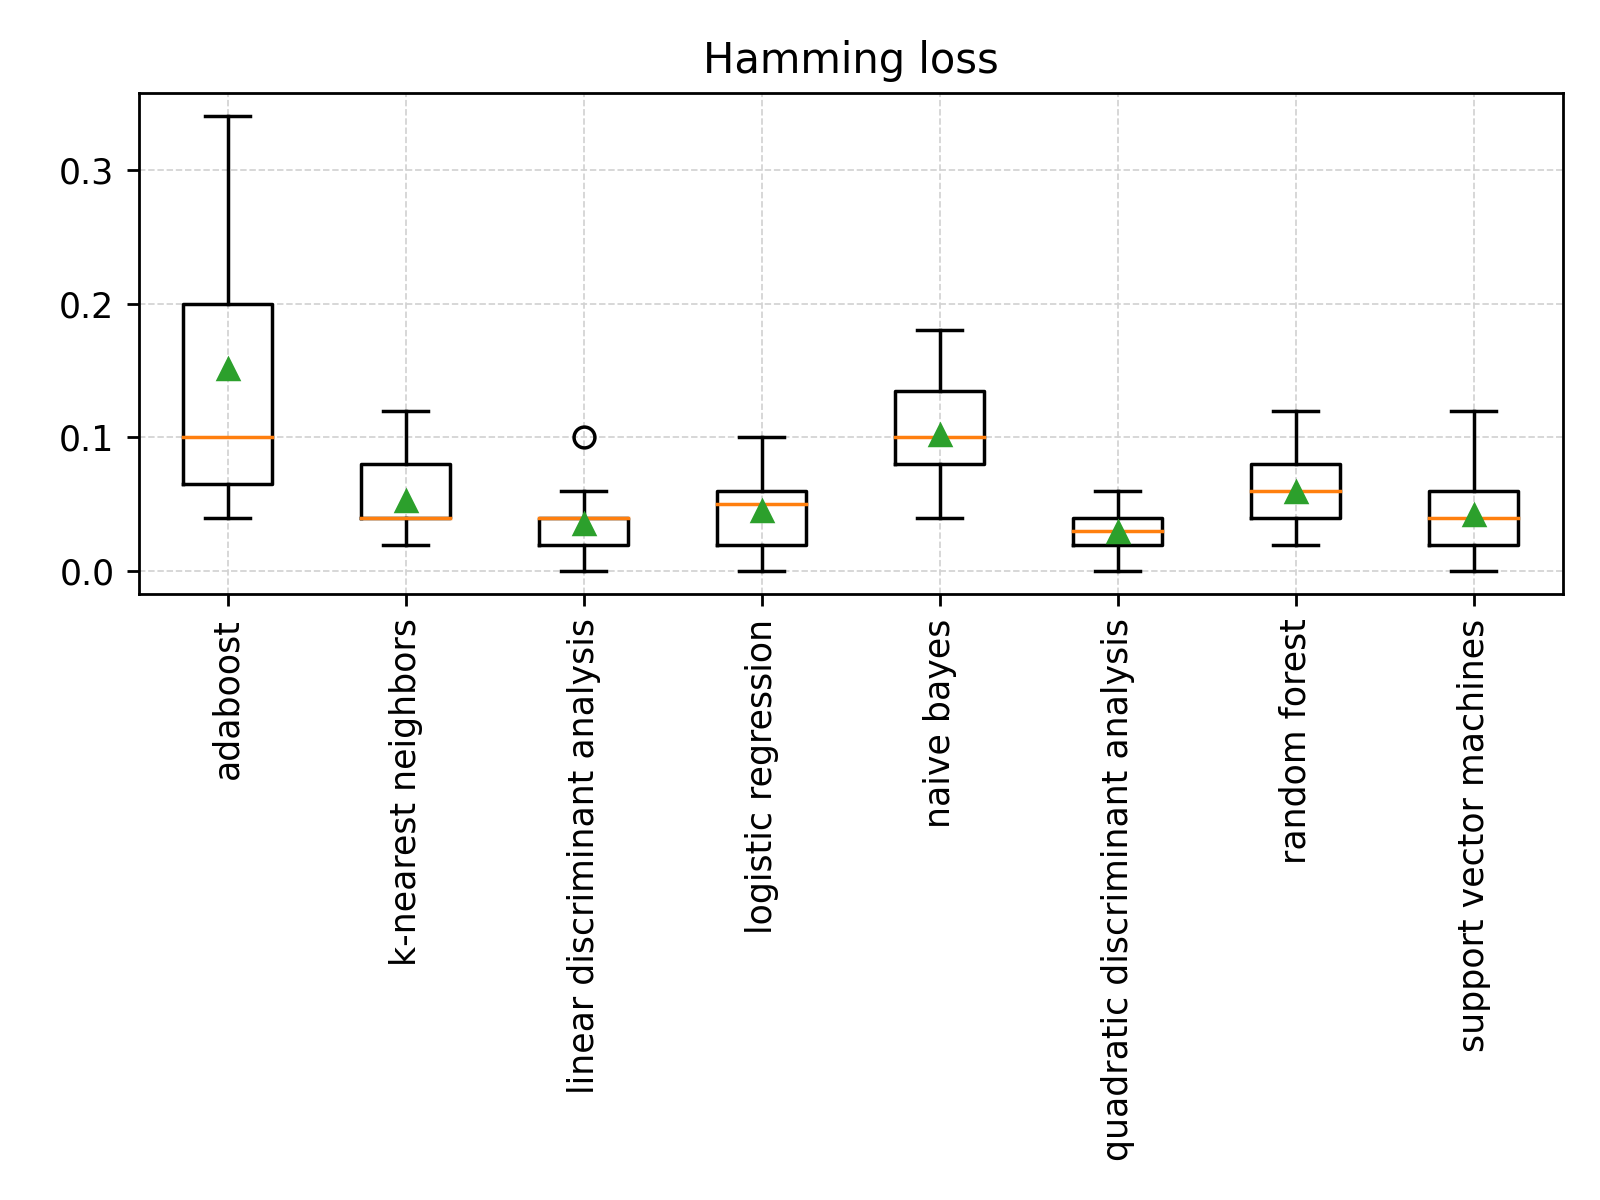 Hamming loss
0.3
0.2
0.1
0.0
adaboost
k-nearest neighbors
linear discriminant analysis
logistic regression
naive bayes
quadratic discriminant analysis
random forest
support vector machines